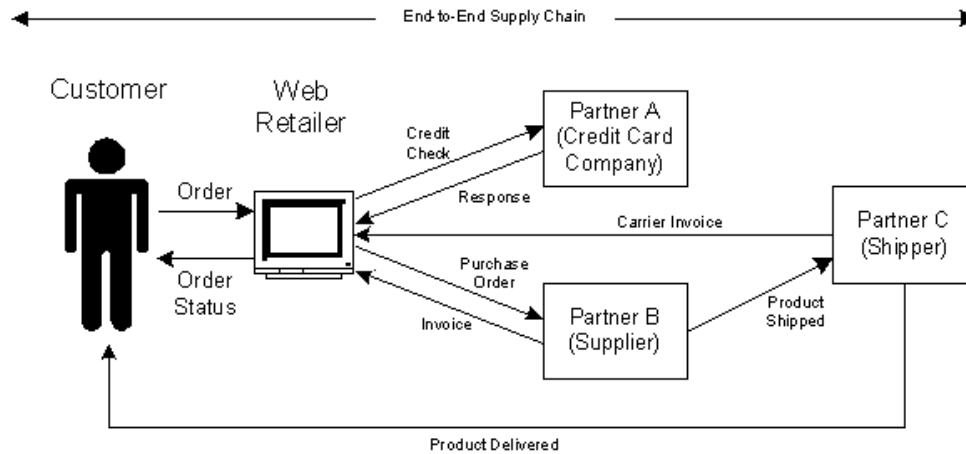 End-to-End Supply Chain
Customer
Web
Retailer
Partner A
(Credit Card
Company)
Credit
Check
Order
Response
Carrier Invoice
Partner C
(Shipper)
Order
Status
Purchase
Order
Invoice
Partner B
(Supplier)
Product
Shipped
Product Delivered